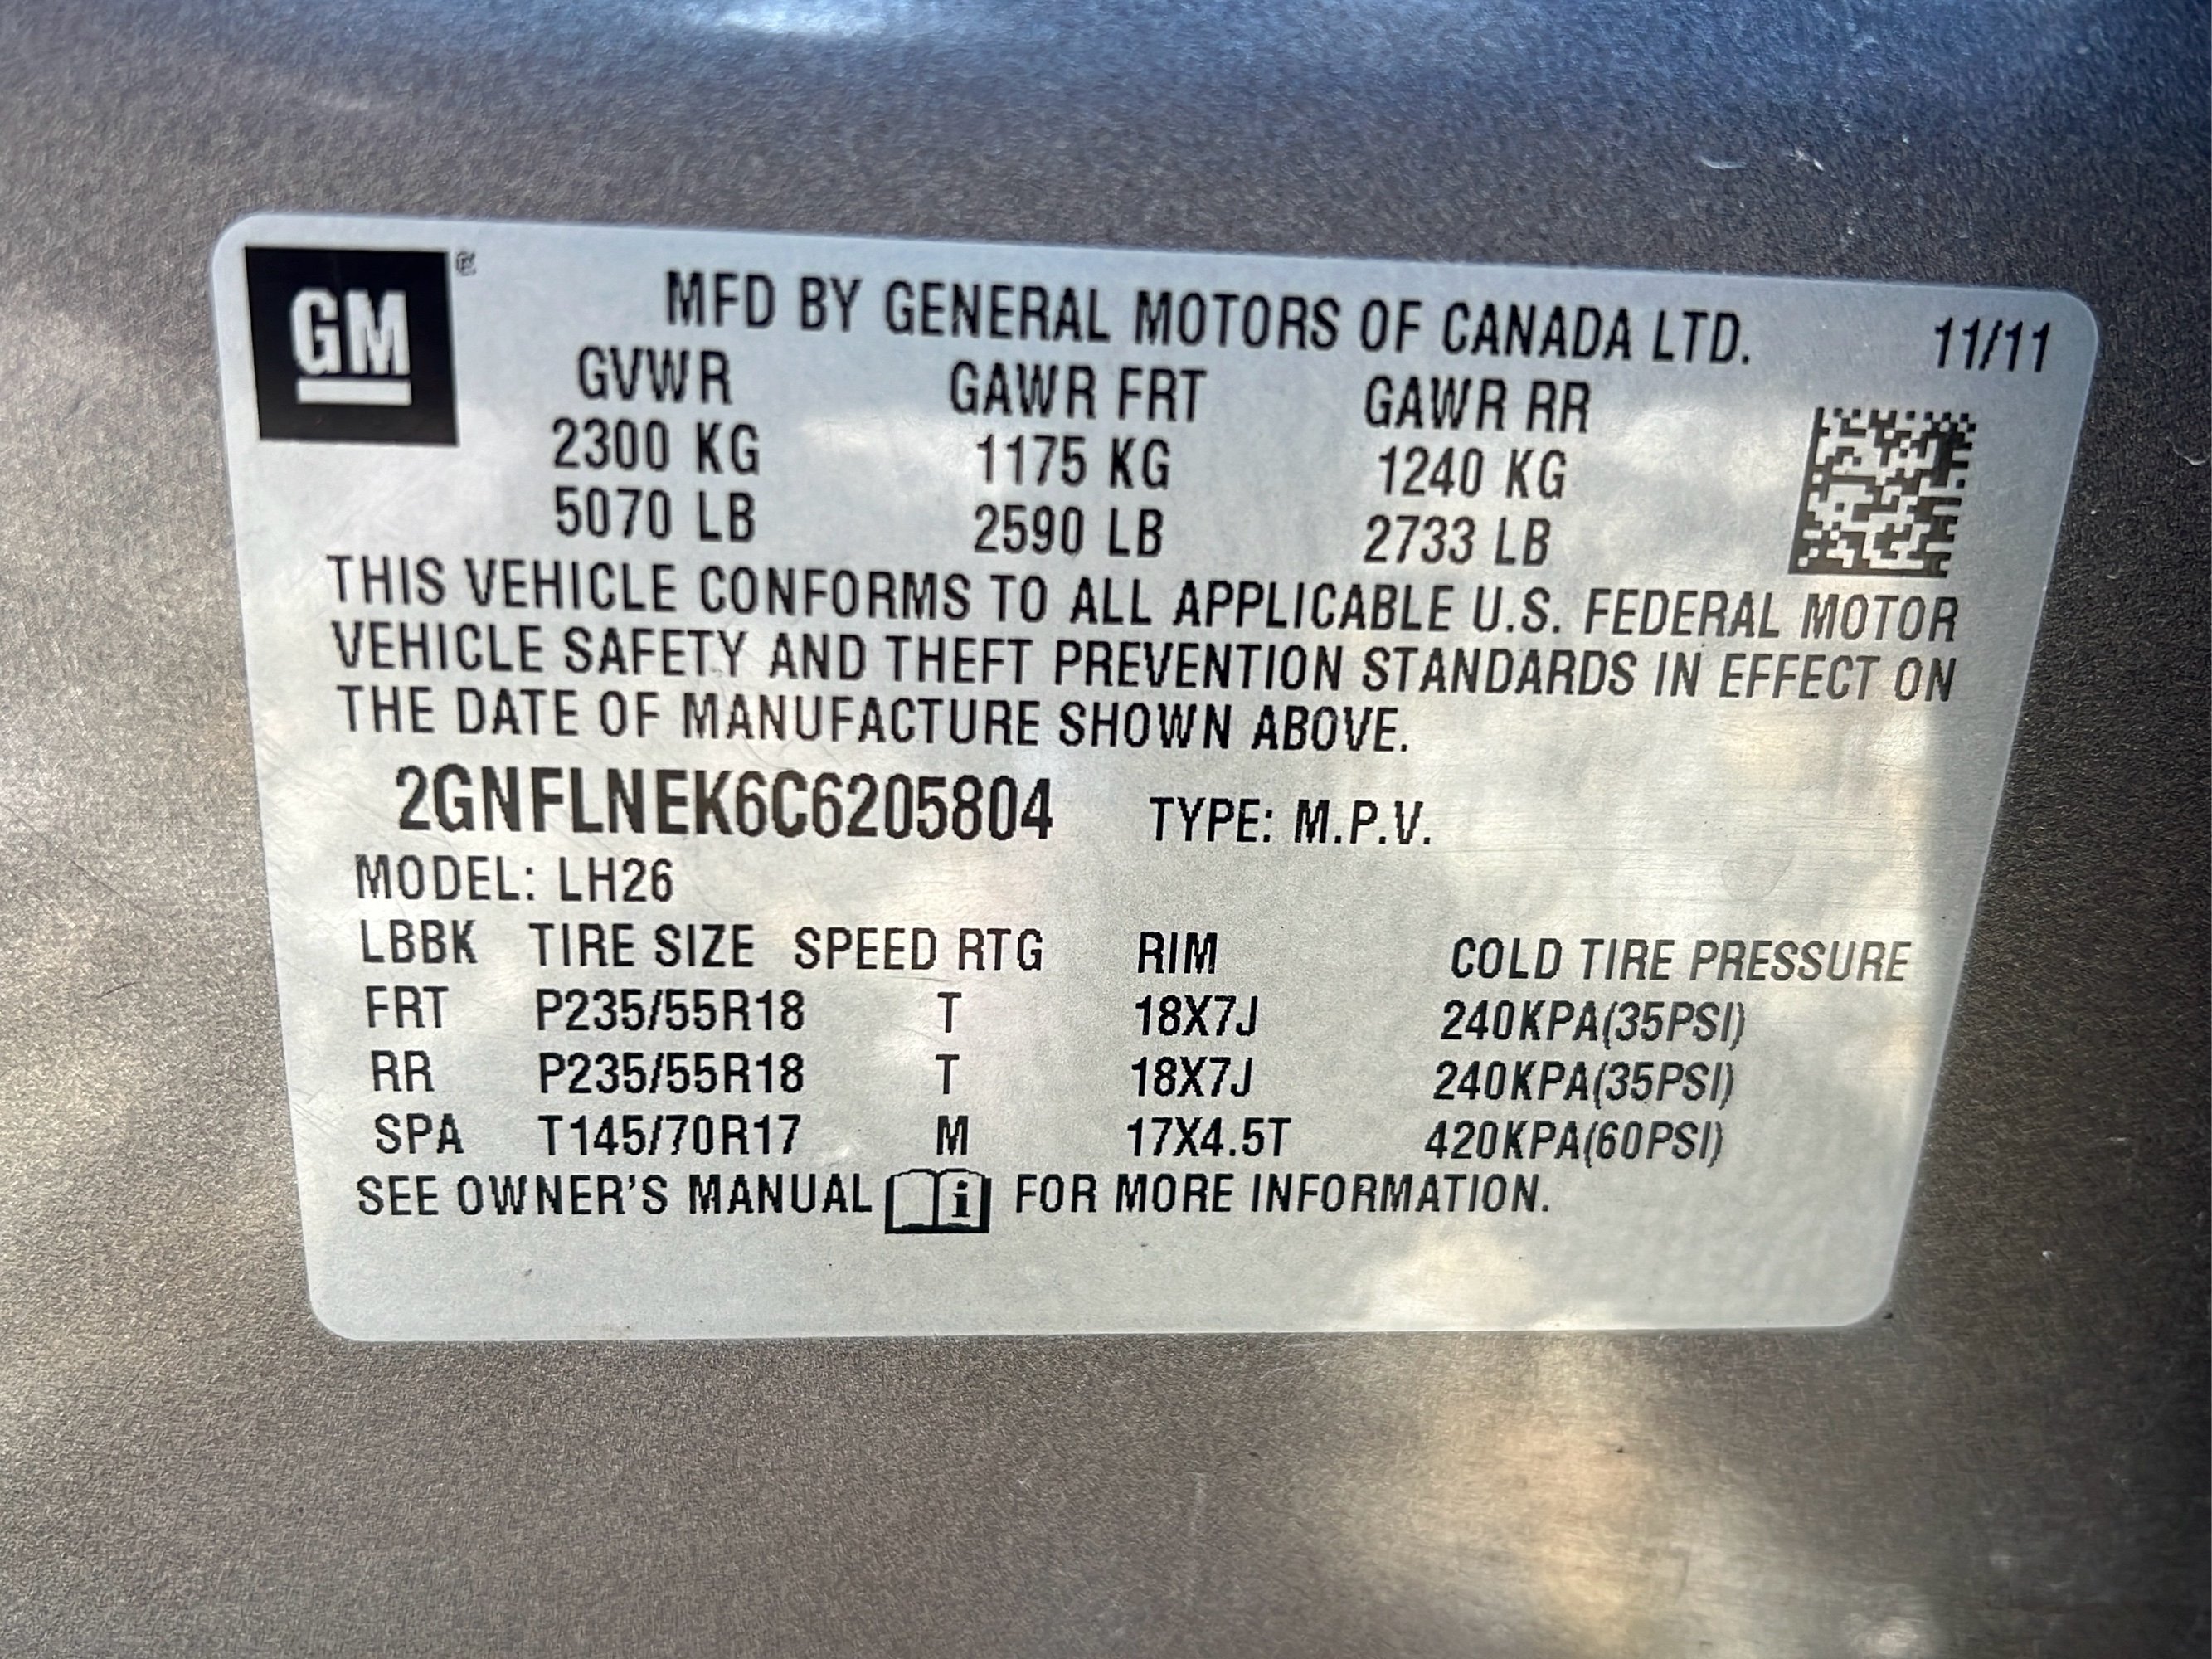 GM
MFD BY GENERAL MOTORS OF CANADA LTD. 11/11
GVWR GAWR FRT GAWR RR
2300 KG 1175 KG 1240 KG
5070 LB 2590 LB 2733 LB
THIS VEHICLE CONFORMS TO ALL APPLICABLE U.S. FEDERAL MOTOR
VEHICLE SAFETY AND THEFT PREVENTION STANDARDS IN EFFECT ON
THE DATE OF MANUFACTURE SHOWN ABOVE.
2GNFLNEK6C6205804 TYPE: M.P.V.
MODEL: LH26
LBBK TIRE SIZE SPEED RTG RIM COLD TIRE PRESSURE
FRT P235/55R18 T 18X7J 240KPA(35PSI)
RR P235/55R18 T 18X7J 240KPA(35PSI)
SPA T145/70R17 M 17X4.5T 420KPA(60PSI)
SEE OWNER'S MANUAL i FOR MORE INFORMATION.